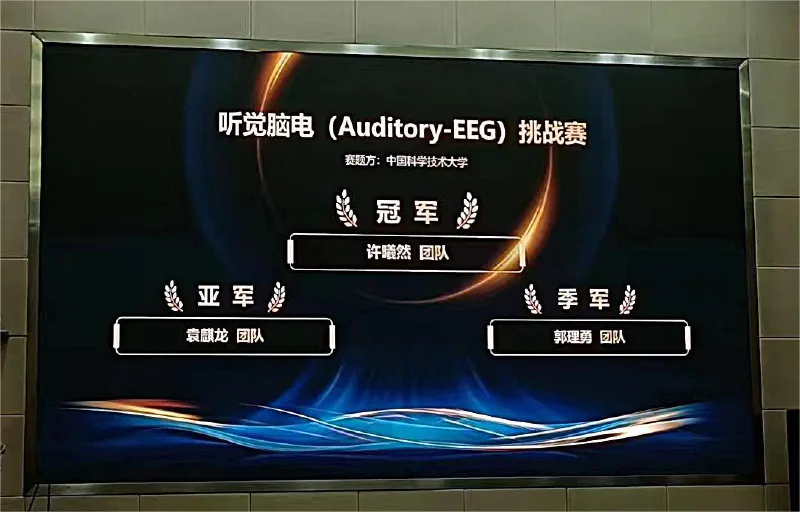 听觉脑电（Auditory-EEG）挑战赛
赛题方：中国科学技术大学
冠 军
许曦然 团队
亚 军
袁麒龙 团队
季 军
郭理勇 团队